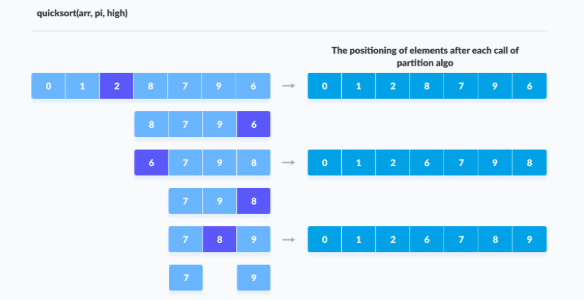 quicksort(arr, pi, high)
The positioning of elements after each call of
partition algo
0 1 2 8 7 9 6 → 0 1 2 8 7 9 6
8 7 9 6
6 7 9 8 → 0 1 2 6 7 9 8
7 9 8
7 8 9 → 0 1 2 6 7 8 9
7 9